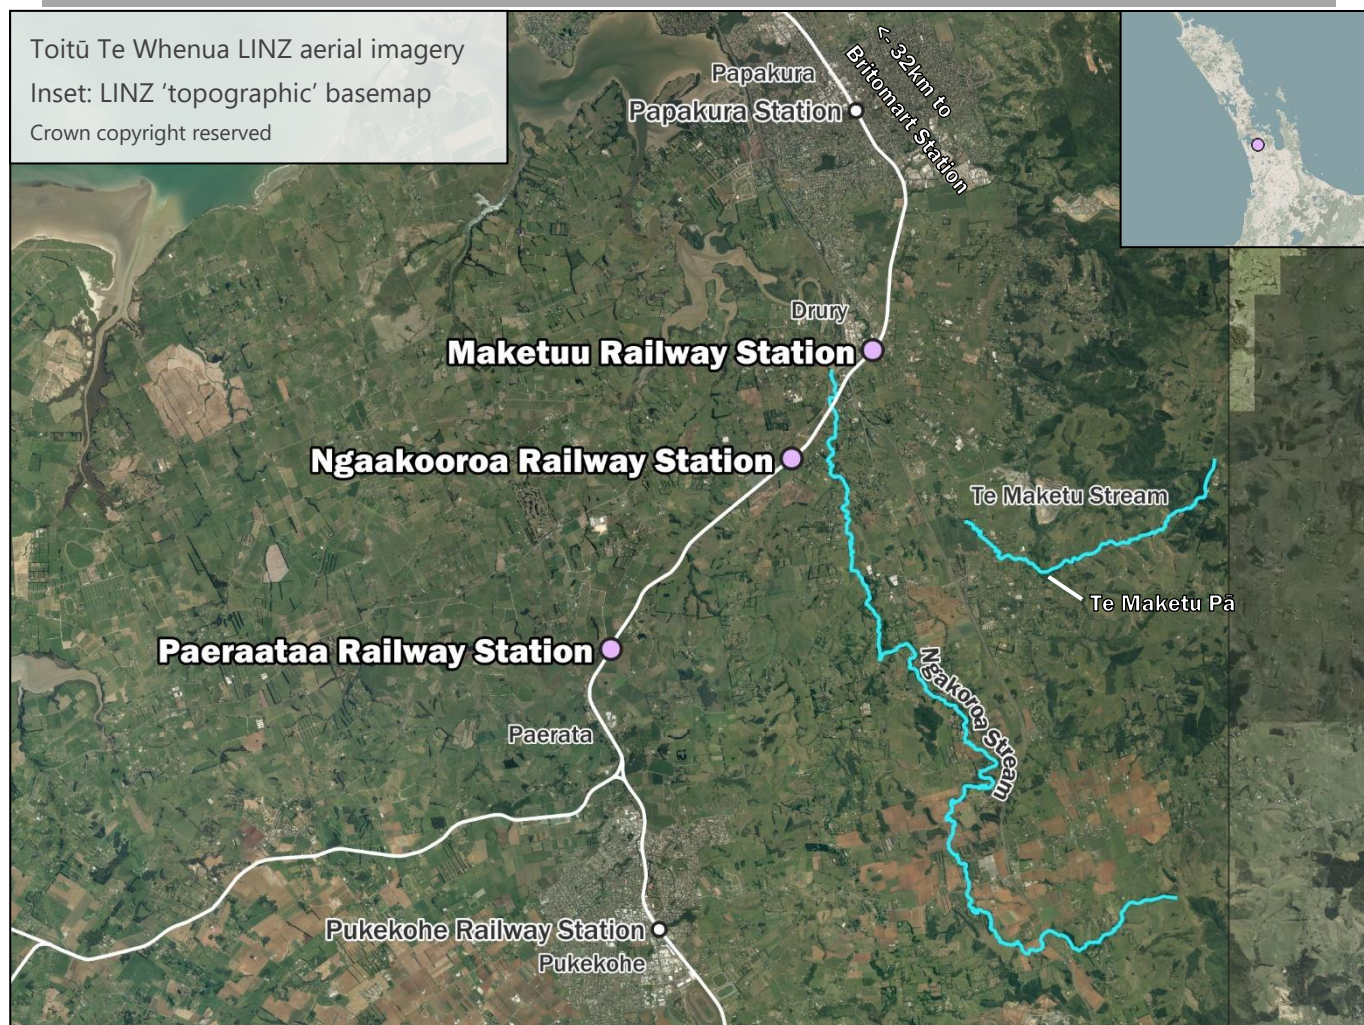 Toitū Te Whenua LINZ aerial imagery
Inset: LINZ ‘topographic’ basemap
Crown copyright reserved
<- 32km to
Britomart Station
Papakura
Papakura Station
Drury
Maketuu Railway Station
Ngaakooroa Railway Station
Te Maketu Stream
Te Maketu Pā
Paeraataa Railway Station
Ngakoroa Stream
Paerata
Pukekohe Railway Station
Pukekohe